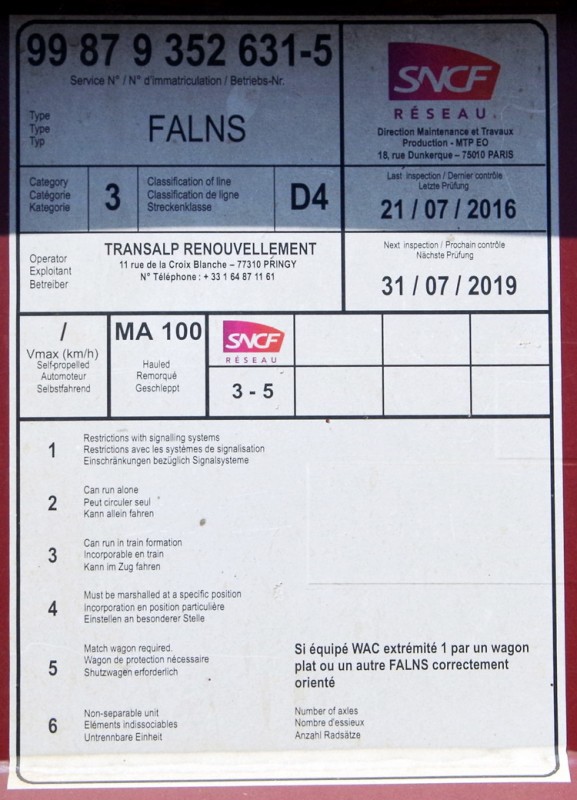 99 87 9 352 631-5
Service N° / N° d'immatriculation / Betriebs-Nr.
Type
Type
Typ
FALNS
SNCF
RÉSEAU
Direction Maintenance et Travaux
Production - MTP EO
18, rue Dunkerque – 75010 PARIS
Category
Catégorie
Kategorie
3
Classification of line
Classification de ligne
Streckenklasse
D4
Last inspection / Dernier contrôle
Letzte Prüfung
21 / 07 / 2016
Operator
Exploitant
Betreiber
TRANSALP RENOUVELLEMENT
11 rue de la Croix Blanche – 77310 PRINGY
N° Téléphone : + 33 1 64 87 11 61
Next inspection / Prochain contrôle
Nächste Prüfung
31 / 07 / 2019
/
Vmax (km/h)
Self-propelled
Automoteur
Selbstfahrend
MA 100
Hauled
Remorqué
Geschleppt
SNCF
RÉSEAU
3 - 5
1
Restrictions with signalling systems
Restrictions avec les systèmes de signalisation
Einschränkungen bezüglich Signalsysteme
2
Can run alone
Peut circuler seul
Kann allein fahren
3
Can run in train formation
Incorporable en train
Kann im Zug fahren
4
Must be marshalled at a specific position
Incorporation en position particulière
Einstellen an besonderer Stelle
5
Match wagon required.
Wagon de protection nécessaire
Shutzwagen erforderlich
Si équipé WAC extrémité 1 par un wagon
plat ou un autre FALNS correctement
orienté
6
Non-separable unit
Eléments indissociables
Untrennbare Einheit
Number of axles
Nombre d'essieux
Anzahl Radsätze